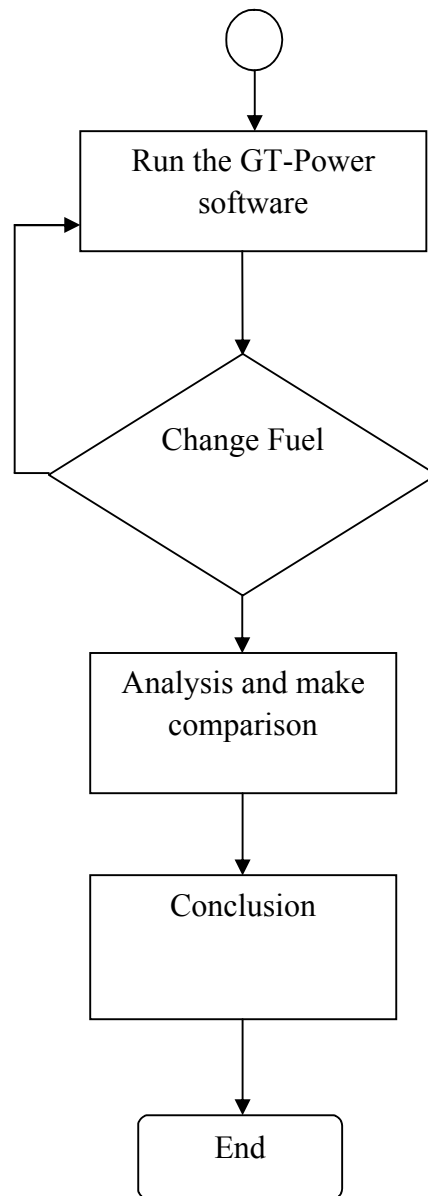 Run the GT-Power
software
Change Fuel
Analysis and make
comparison
Conclusion
End